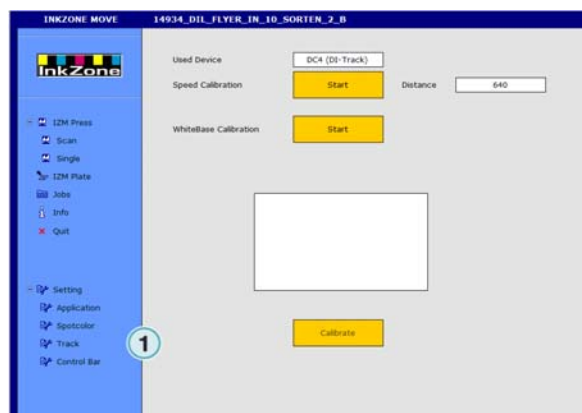 INKZONE MOVE 14934_DIL_FLYER_IN_10_SORTEN_2_B
InkZone
IZM Press
Scan
Single
IZM Plate
Jobs
Info
Quit
Setting
Application
Spotcolor
Track
Control Bar
1
Used Device DC4 (DI-Track)
Speed Calibration Start Distance 640
WhiteBase Calibration Start
Calibrate